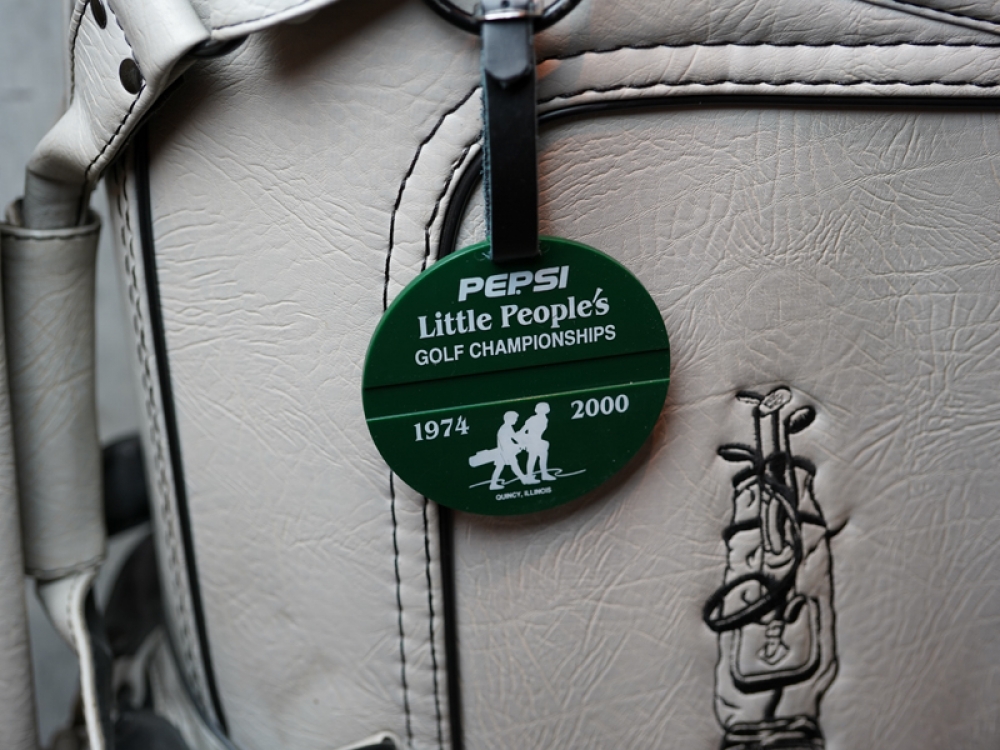 PEPSI
Little People's
GOLF CHAMPIONSHIPS
1974 2000
QUINCY, ILLINOIS